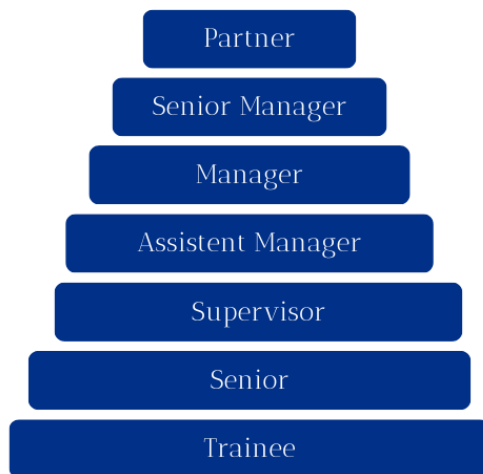 Partner
Senior Manager
Manager
Assistent Manager
Supervisor
Senior
Trainee